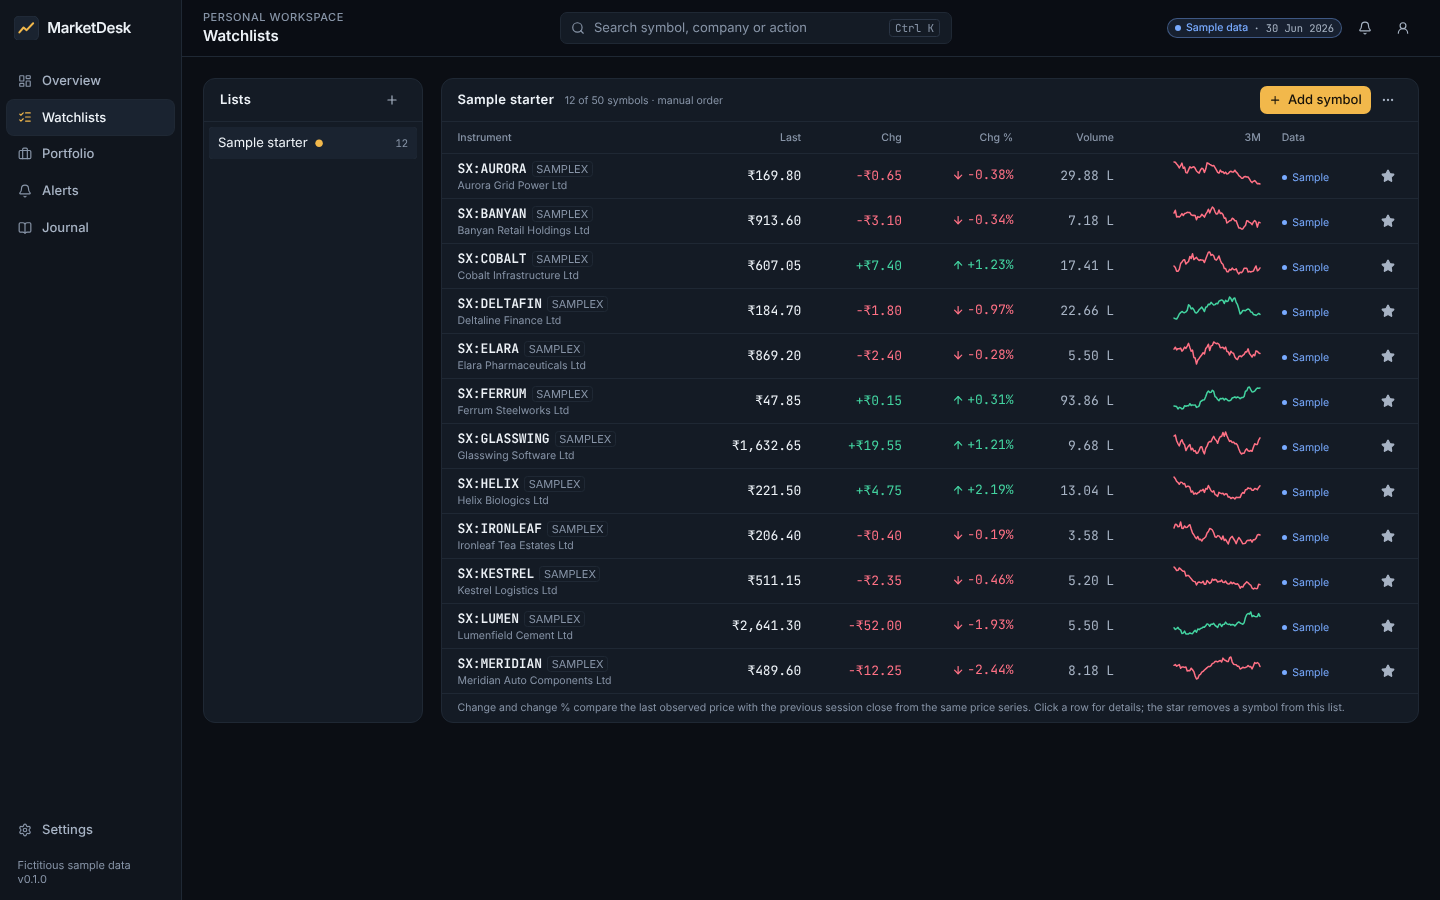 MarketDesk
PERSONAL WORKSPACE
Watchlists
Search symbol, company or action Ctrl K
Sample data · 30 Jun 2026
Overview
Watchlists
Portfolio
Alerts
Journal
Settings
Fictitious sample data
v0.1.0
Lists +
Sample starter 12
Sample starter 12 of 50 symbols · manual order + Add symbol ···
Instrument Last Chg Chg % Volume 3M Data
SX:AURORA SAMPLEX ₹169.80 -₹0.65 ↓ -0.38% 29.88 L Sample
Aurora Grid Power Ltd
SX:BANYAN SAMPLEX ₹913.60 -₹3.10 ↓ -0.34% 7.18 L Sample
Banyan Retail Holdings Ltd
SX:COBALT SAMPLEX ₹607.05 +₹7.40 ↑ +1.23% 17.41 L Sample
Cobalt Infrastructure Ltd
SX:DELTAFIN SAMPLEX ₹184.70 -₹1.80 ↓ -0.97% 22.66 L Sample
Deltaline Finance Ltd
SX:ELARA SAMPLEX ₹869.20 -₹2.40 ↓ -0.28% 5.50 L Sample
Elara Pharmaceuticals Ltd
SX:FERRUM SAMPLEX ₹47.85 +₹0.15 ↑ +0.31% 93.86 L Sample
Ferrum Steelworks Ltd
SX:GLASSWING SAMPLEX ₹1,632.65 +₹19.55 ↑ +1.21% 9.68 L Sample
Glasswing Software Ltd
SX:HELIX SAMPLEX ₹221.50 +₹4.75 ↑ +2.19% 13.04 L Sample
Helix Biologics Ltd
SX:IRONLEAF SAMPLEX ₹206.40 -₹0.40 ↓ -0.19% 3.58 L Sample
Ironleaf Tea Estates Ltd
SX:KESTREL SAMPLEX ₹511.15 -₹2.35 ↓ -0.46% 5.20 L Sample
Kestrel Logistics Ltd
SX:LUMEN SAMPLEX ₹2,641.30 -₹52.00 ↓ -1.93% 5.50 L Sample
Lumenfield Cement Ltd
SX:MERIDIAN SAMPLEX ₹489.60 -₹12.25 ↓ -2.44% 8.18 L Sample
Meridian Auto Components Ltd
Change and change % compare the last observed price with the previous session close from the same price series. Click a row for details; the star removes a symbol from this list.